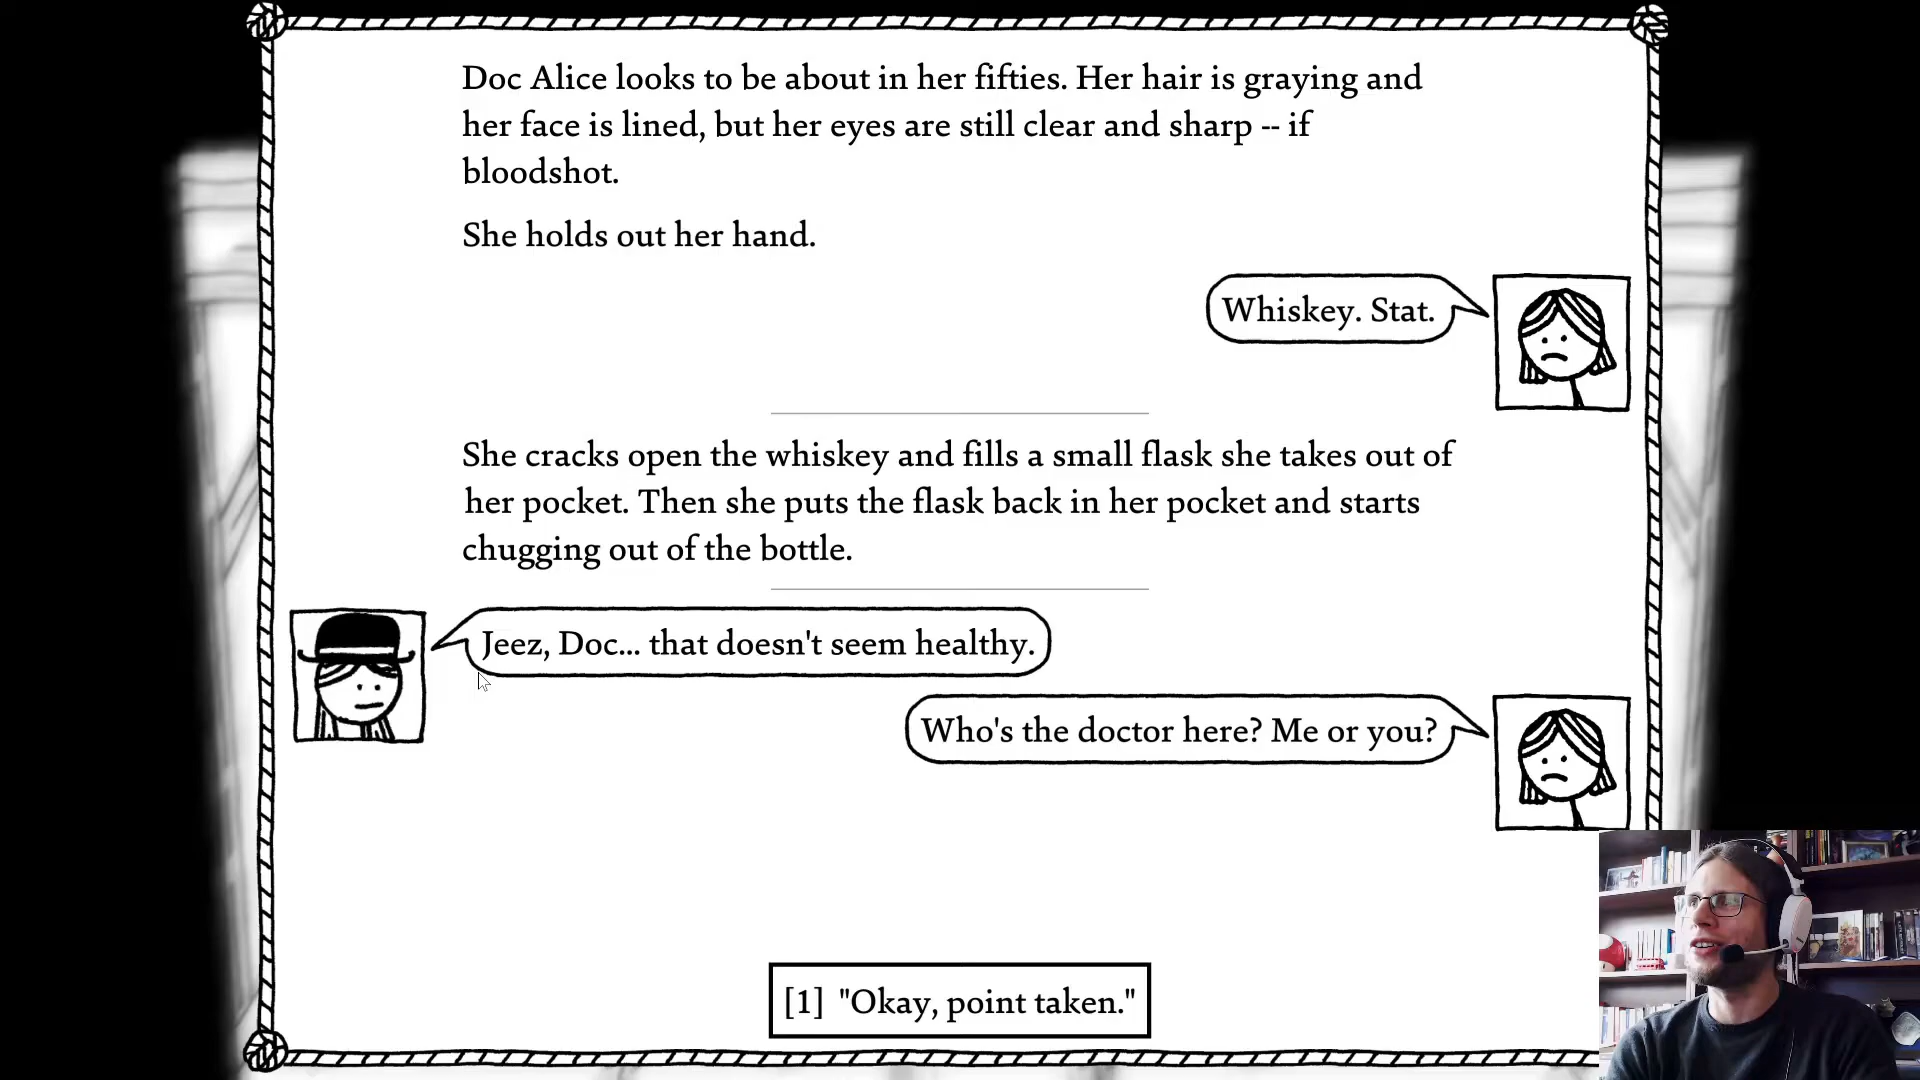 Doc Alice looks to be about in her fifties. Her hair is graying and
her face is lined, but her eyes are still clear and sharp -- if
bloodshot.
She holds out her hand.
Whiskey. Stat.
She cracks open the whiskey and fills a small flask she takes out of
her pocket. Then she puts the flask back in her pocket and starts
chugging out of the bottle.
Jeez, Doc... that doesn't seem healthy.
Who's the doctor here? Me or you?
[1] "Okay, point taken."